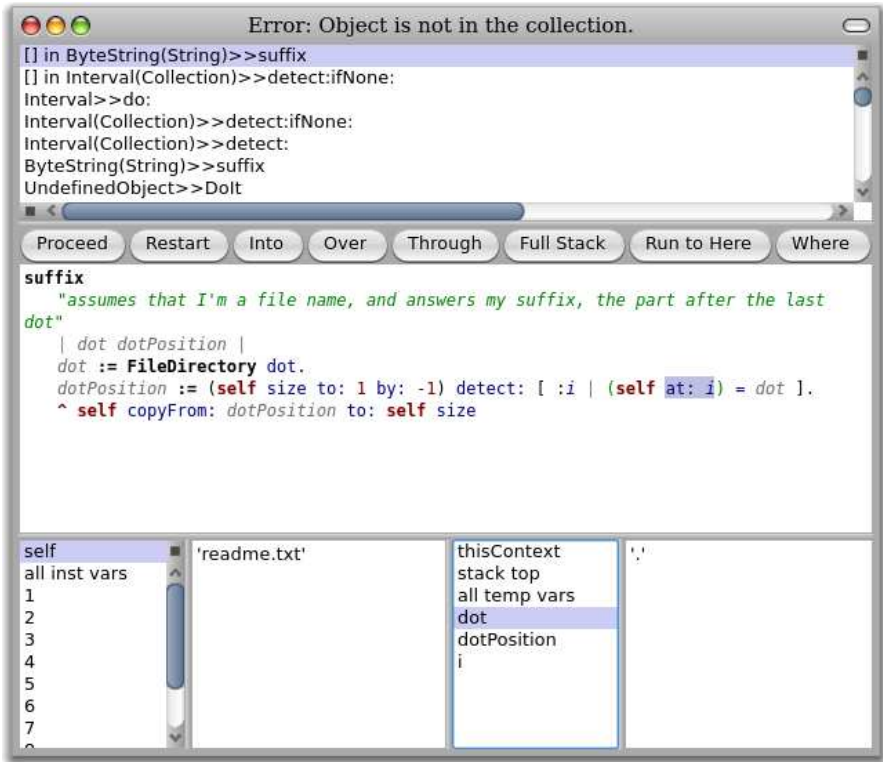 Error: Object is not in the collection.
[] in ByteString(String)>>suffix
[] in Interval(Collection)>>detect:ifNone:
Interval>>do:
Interval(Collection)>>detect:ifNone:
Interval(Collection)>>detect:
ByteString(String)>>suffix
UndefinedObject>>DoIt
Proceed Restart Into Over Through Full Stack Run to Here Where
suffix
"assumes that I'm a file name, and answers my suffix, the part after the last
dot"
| dot dotPosition |
dot := FileDirectory dot.
dotPosition := (self size to: 1 by: -1) detect: [ :i | (self at: i) = dot ].
^ self copyFrom: dotPosition to: self size
self
all inst vars
1
2
3
4
5
6
7
'readme.txt'
thisContext
stack top
all temp vars
dot
dotPosition
i
'.'